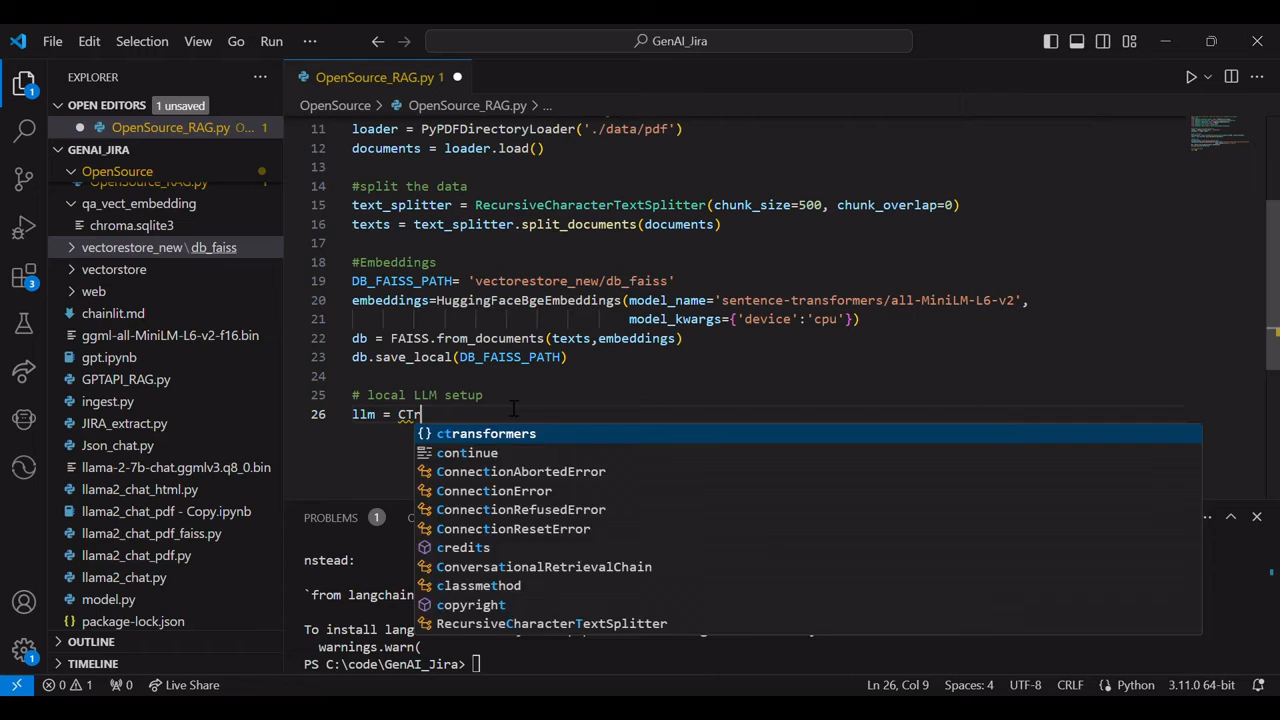 File Edit Selection View Go Run ··· GenAI_Jira
EXPLORER ···
OPEN EDITORS 1 unsaved
OpenSource_RAG.py O... 1
GENAI_JIRA
OpenSource
OpenSource_RAG.py 1
qa_vect_embedding
chroma.sqlite3
vectorestore_new\db_faiss
vectorstore
web
chainlit.md
ggml-all-MiniLM-L6-v2-f16.bin
gpt.ipynb
GPTAPI_RAG.py
ingest.py
JIRA_extract.py
Json_chat.py
llama-2-7b-chat.ggmlv3.q8_0.bin
llama2_chat_html.py
llama2_chat_pdf - Copy.ipynb
llama2_chat_pdf_faiss.py
llama2_chat_pdf.py
llama2_chat.py
model.py
package-lock.json
OUTLINE
TIMELINE
1
3
1
OpenSource_RAG.py 1
OpenSource > OpenSource_RAG.py > ...
11 loader = PyPDFDirectoryLoader('./data/pdf')
12 documents = loader.load()
13
14 #split the data
15 text_splitter = RecursiveCharacterTextSplitter(chunk_size=500, chunk_overlap=0)
16 texts = text_splitter.split_documents(documents)
17
18 #Embeddings
19 DB_FAISS_PATH= 'vectorestore_new/db_faiss'
20 embeddings=HuggingFaceBgeEmbeddings(model_name='sentence-transformers/all-MiniLM-L6-v2',
21 model_kwargs={'device':'cpu'})
22 db = FAISS.from_documents(texts,embeddings)
23 db.save_local(DB_FAISS_PATH)
24
25 # local LLM setup
26 llm = CTr
{} ctransformers
continue
ConnectionAbortedError
ConnectionError
ConnectionRefusedError
ConnectionResetError
credits
ConversationalRetrievalChain
classmethod
copyright
RecursiveCharacterTextSplitter
PROBLEMS 1
nstead:
`from langchain
To install lang
warnings.warn(
PS C:\code\GenAI_Jira>
0 1 0 Live Share Ln 26, Col 9 Spaces: 4 UTF-8 CRLF {} Python 3.11.0 64-bit